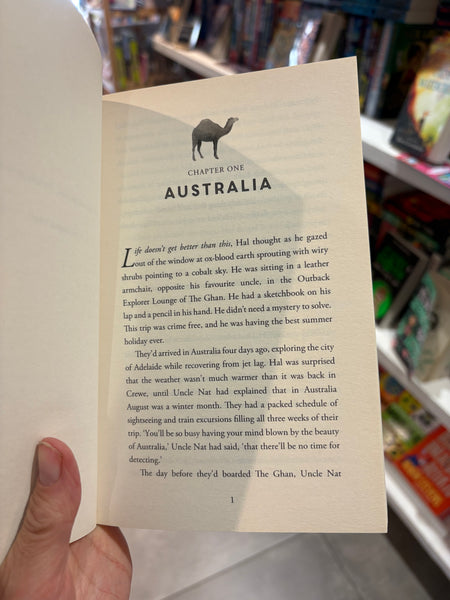 CHAPTER ONE
AUSTRALIA
Life doesn't get better than this, Hal thought as he gazed
out of the window at ox-blood earth sprouting with wiry
shrubs pointing to a cobalt sky. He was sitting in a leather
armchair, opposite his favourite uncle, in the Outback
Explorer Lounge of The Ghan. He had a sketchbook on his
lap and a pencil in his hand. He didn't need a mystery to solve.
This trip was crime free, and he was having the best summer
holiday ever.
They'd arrived in Australia four days ago, exploring the city
of Adelaide while recovering from jet lag. Hal was surprised
that the weather wasn't much warmer than it was back in
Crewe, until Uncle Nat had explained that in Australia
August was a winter month. They had a packed schedule of
sightseeing and train excursions filling all three weeks of their
trip. 'You'll be so busy having your mind blown by the beauty
of Australia,' Uncle Nat had said, 'that there'll be no time for
detecting.'
The day before they'd boarded The Ghan, Uncle Nat
1